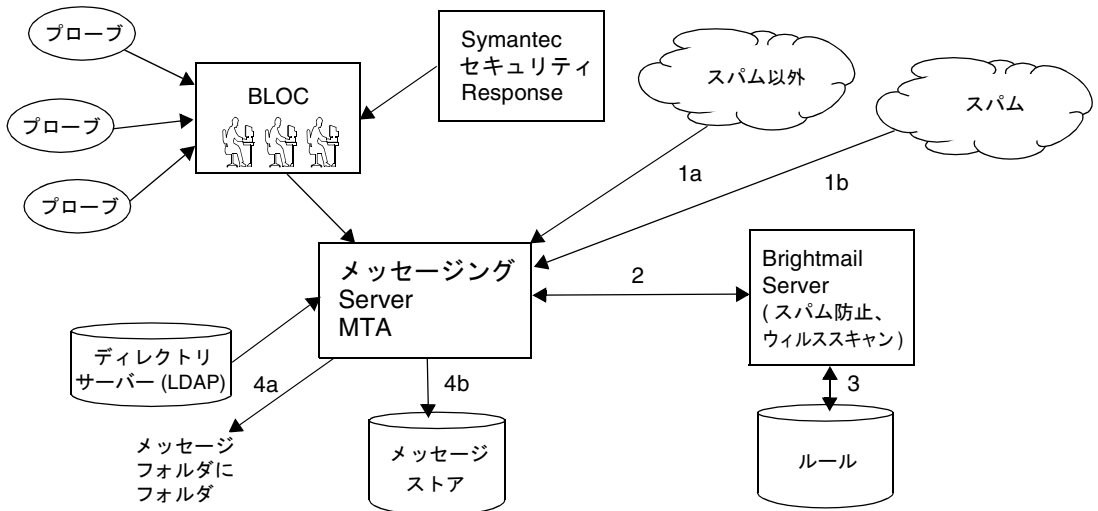 プローブ
プローブ
プローブ
BLOC
Symantec
セキュリティ
Response
スパム以外
スパム
1a
1b
メッセージング
Server
MTA
2
Brightmail
Server
( スパム防止、
ウィルススキャン )
3
ルール
ディレクトリ
サーバー (LDAP)
4a
4b
メッセージ
フォルダに
フォルダ
メッセージ
ストア